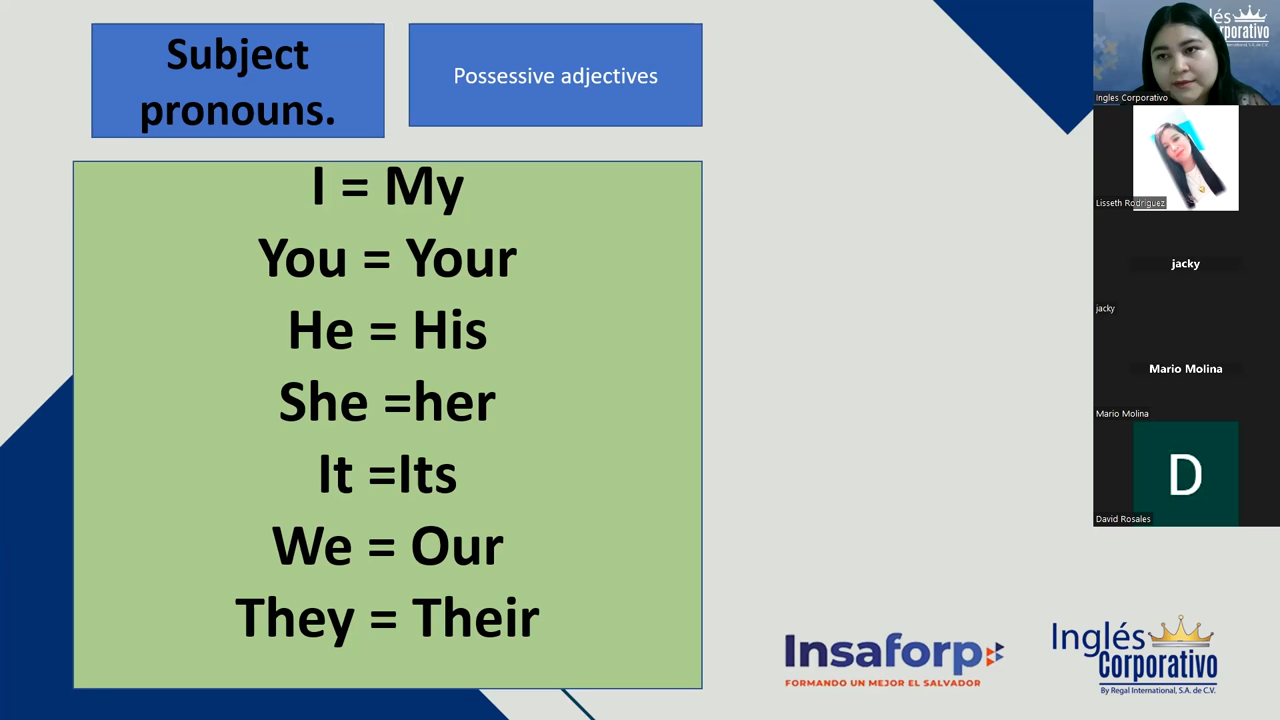 Subject
pronouns.
Possessive adjectives
I = My
You = Your
He = His
She =her
It =Its
We = Our
They = Their
Insaforp
FORMANDO UN MEJOR EL SALVADOR
Inglés
Corporativo
By Regal International, S.A. de C.V.
Ingles Corporativo
Lisseth Rodriguez
jacky
jacky
Mario Molina
Mario Molina
D
David Rosales